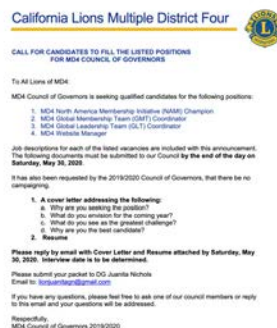 California Lions Multiple District Four
CALL FOR CANDIDATES TO FILL THE LISTED POSITIONS
FOR MD4 COUNCIL OF GOVERNORS
To All Lions of MD4:
MD4 Council of Governors is seeking qualified candidates for the following positions:
1. MD4 North America Membership Initiative (NAMI) Champion
2. MD4 Global Membership Team (GMT) Coordinator
3. MD4 Global Leadership Team (GLT) Coordinator
4. MD4 Website Manager
Job descriptions for each of the listed vacancies are included with this announcement.
The following documents must be submitted to our Council by the end of day on
Saturday, May 30, 2020.
It has also been requested by the 2019/2020 Council of Governors, that there be no
campaigning.
1. A cover letter addressing the following:
a. Why are you seeking the position?
b. What do you envision for the coming year?
c. What do you see as the greatest challenge?
d. Why are you the best candidate?
2. Resume
Please reply by email with Cover Letter and Resume attached by Saturday, May
30, 2020. Interview date is to be determined.
Please submit your packet to DG Juanita Nichols
Email to:
If you have any questions, please feel free to ask one of our council members or reply
to this email and your questions will be addressed.
Respectfully,
MD4 Council of Governors 2019/2020